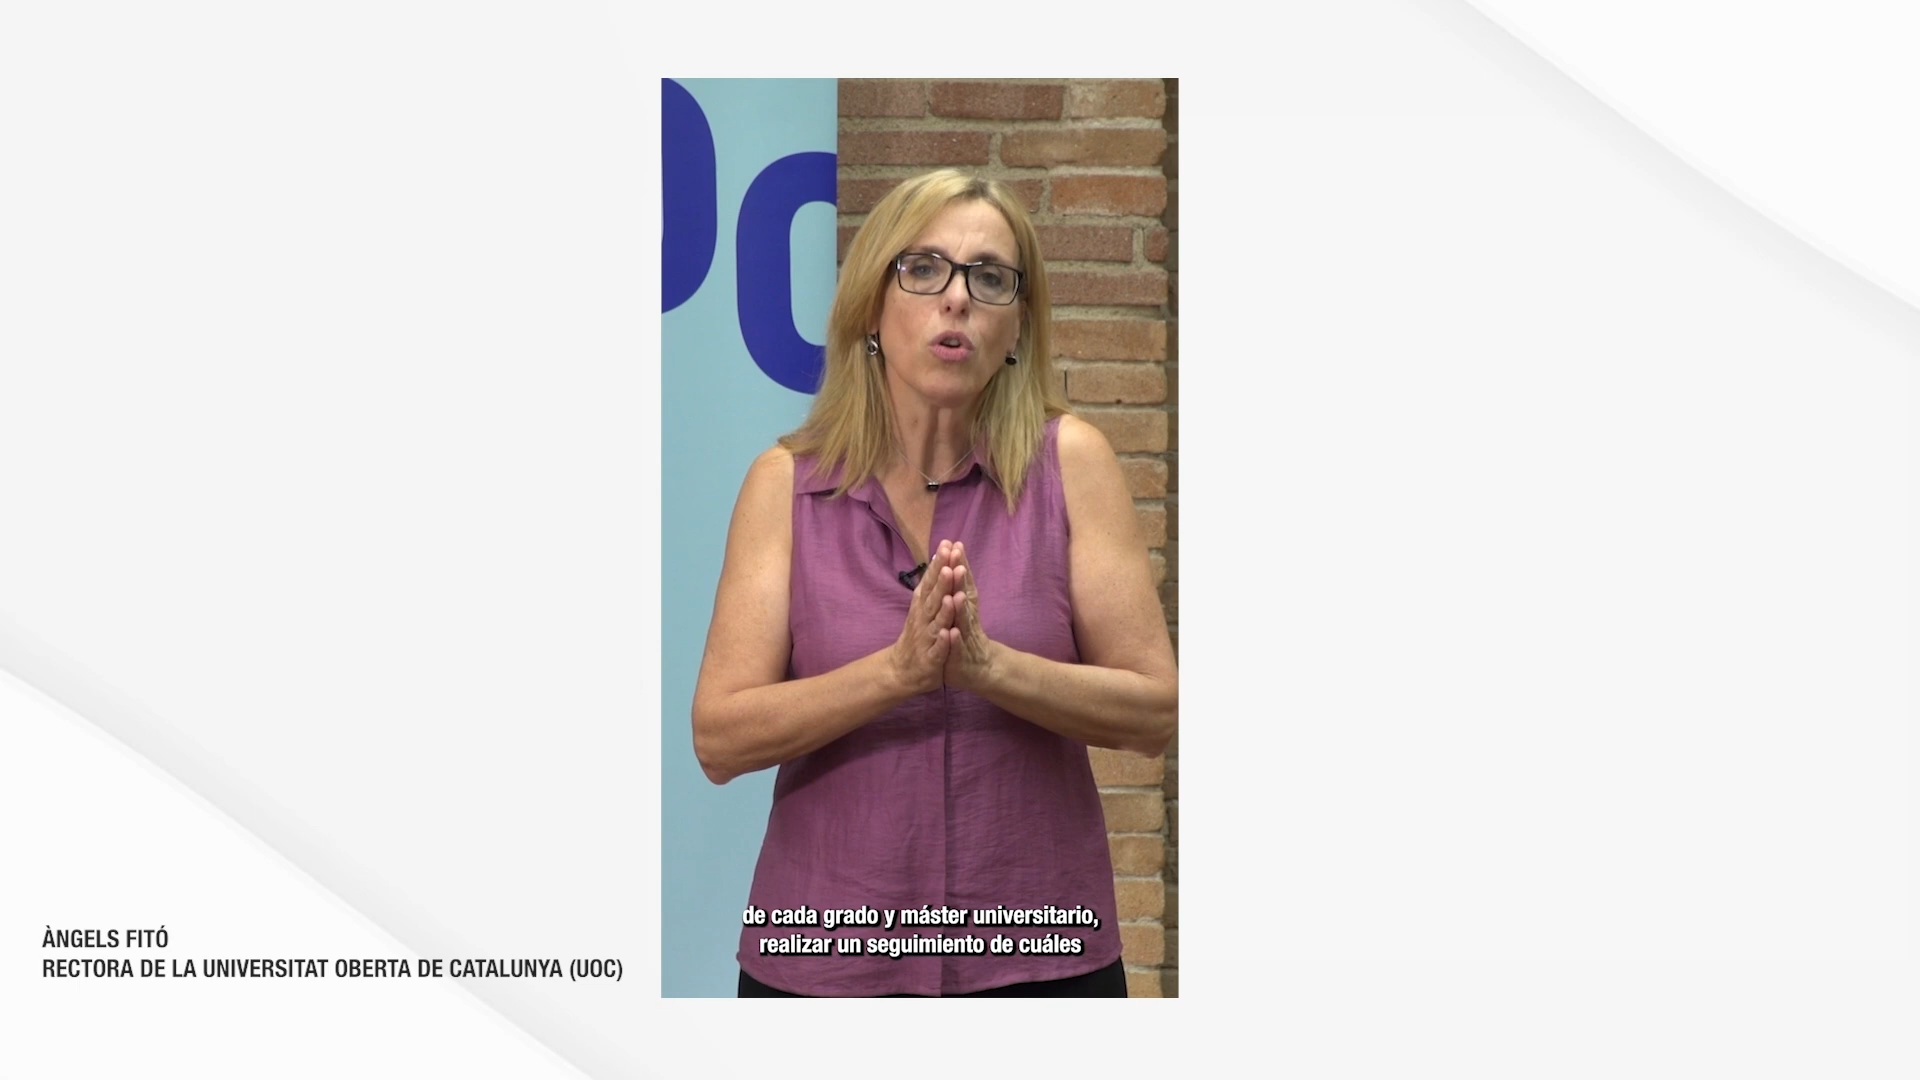 de cada grado y máster universitario,
realizar un seguimiento de cuáles
ÀNGELS FITÓ
RECTORA DE LA UNIVERSITAT OBERTA DE CATALUNYA (UOC)